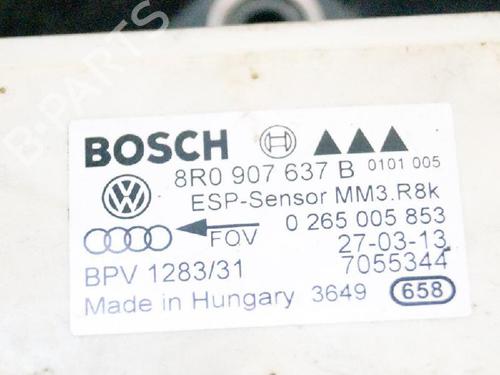 B-PARTS
BOSCH
8R0 907 637 B 0101 005
ESP-Sensor MM3.R8k
FOV 0 265 005 853
27-03-13
BPV 1283/31 7055344
Made in Hungary 3649 658